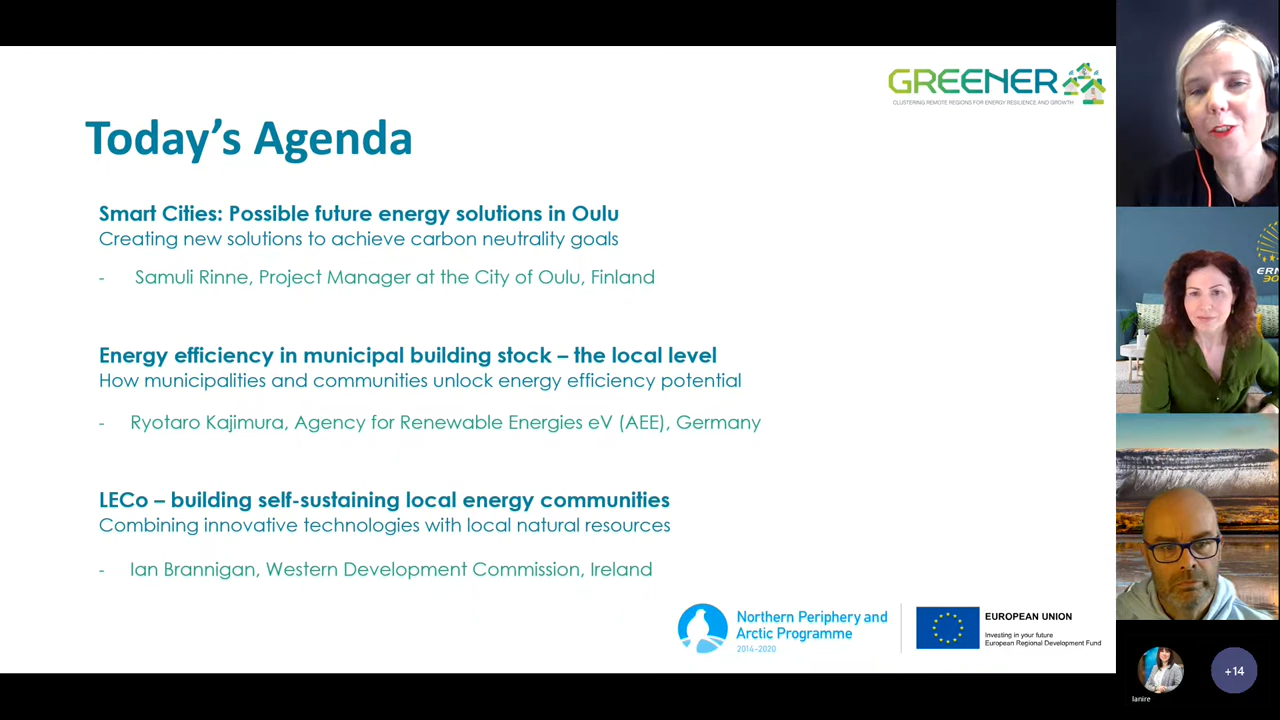 GREENER
CLUSTERING REMOTE REGIONS FOR ENERGY RESILIENCE AND GROWTH
Today's Agenda
Smart Cities: Possible future energy solutions in Oulu
Creating new solutions to achieve carbon neutrality goals
- Samuli Rinne, Project Manager at the City of Oulu, Finland
Energy efficiency in municipal building stock – the local level
How municipalities and communities unlock energy efficiency potential
- Ryotaro Kajimura, Agency for Renewable Energies eV (AEE), Germany
LECo – building self-sustaining local energy communities
Combining innovative technologies with local natural resources
- Ian Brannigan, Western Development Commission, Ireland
Northern Periphery and
Arctic Programme
2014–2020
EUROPEAN UNION
Investing in your future
European Regional Development Fund
+14